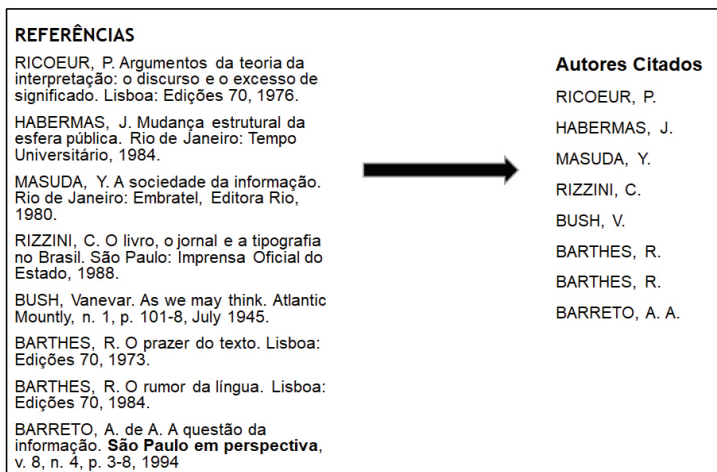 REFERÊNCIAS
RICOEUR, P. Argumentos da teoria da
interpretação: o discurso e o excesso de
significado. Lisboa: Edições 70, 1976.
HABERMAS, J. Mudança estrutural da
esfera pública. Rio de Janeiro: Tempo
Universitário, 1984.
MASUDA, Y. A sociedade da informação.
Rio de Janeiro: Embratel, Editora Rio,
1980.
RIZZINI, C. O livro, o jornal e a tipografia
no Brasil. São Paulo: Imprensa Oficial do
Estado, 1988.
BUSH, Vanevar. As we may think. Atlantic
Mountly, n. 1, p. 101-8, July 1945.
BARTHES, R. O prazer do texto. Lisboa:
Edições 70, 1973.
BARTHES, R. O rumor da língua. Lisboa:
Edições 70, 1984.
BARRETO, A. de A. A questão da
informação. São Paulo em perspectiva,
v. 8, n. 4, p. 3-8, 1994
Autores Citados
RICOEUR, P.
HABERMAS, J.
MASUDA, Y.
RIZZINI, C.
BUSH, V.
BARTHES, R.
BARTHES, R.
BARRETO, A. A.